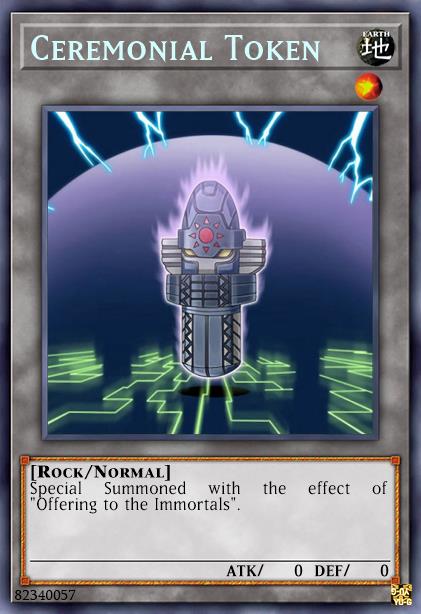 Ceremonial Token
EARTH
地
[Rock/Normal]
Special Summoned with the effect of
"Offering to the Immortals".
ATK/ 0 DEF/ 0
82340057